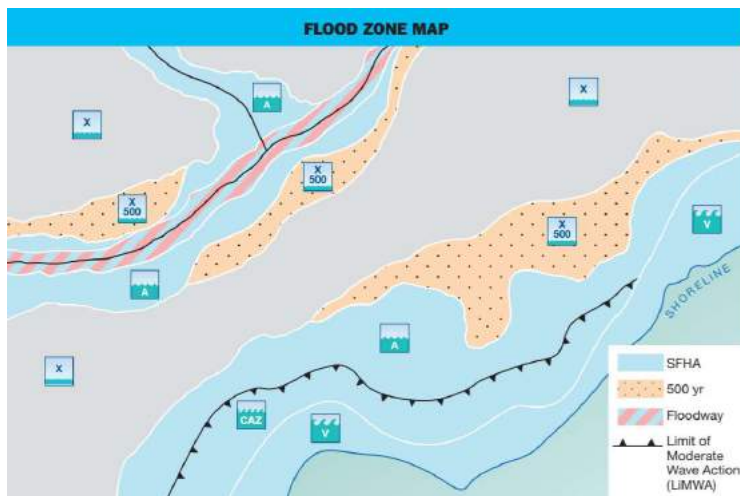 FLOOD ZONE MAP
A
X
X
X
500
X
500
X
500
V
A
SHORELINE
A
X
CAZ
V
SFHA
500 yr
Floodway
Limit of
Moderate
Wave Action
(LiMWA)